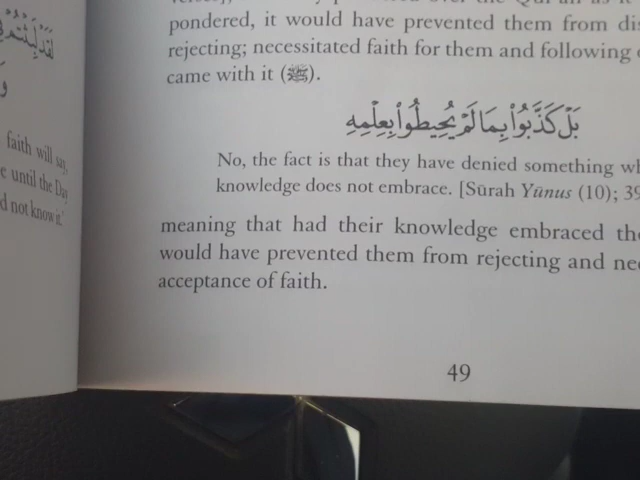 لَقَدْ لَبِثْتُمْ
faith will say,
until the Day
not know it.'
pondered, it would have prevented them from
rejecting; necessitated faith for them and following
came with it (ﷺ).
بَلْ كَذَّبُوا۟ بِمَا لَمْ يُحِيطُوا۟ بِعِلْمِهِ
No, the fact is that they have denied something
knowledge does not embrace. [Sūrah Yūnus (10); 39
meaning that had their knowledge embraced
would have prevented them from rejecting and
acceptance of faith.
49